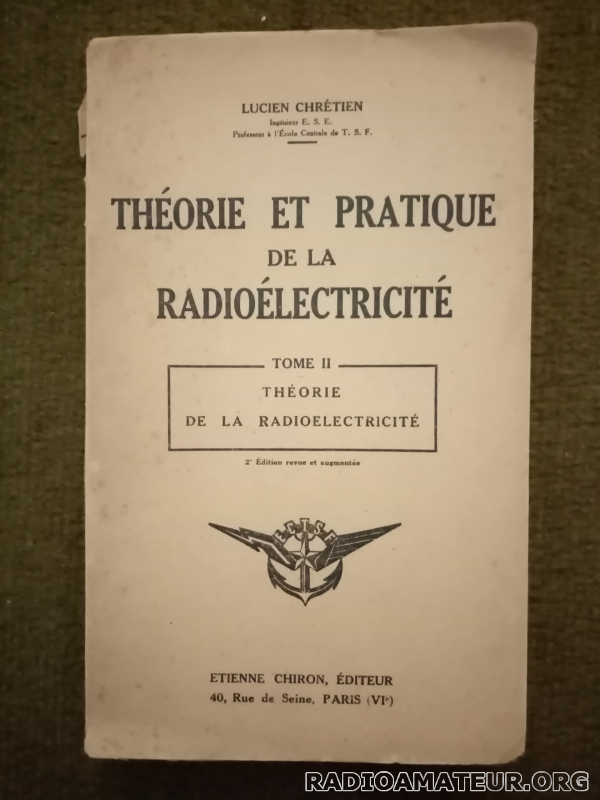 LUCIEN CHRÉTIEN
Ingénieur E. S. E.
Professeur à l'École Centrale de T. S. F.
THÉORIE ET PRATIQUE
DE LA
RADIOÉLECTRICITÉ
TOME II
THÉORIE
DE LA RADIOELECTRICITÉ
2e Édition revue et augmentée
ECTSF
ETIENNE CHIRON, ÉDITEUR
40, Rue de Seine, PARIS (VIe)
RADIOAMATEUR.ORG